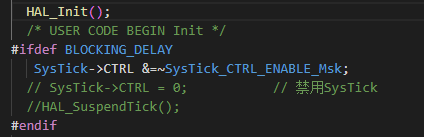 HAL_Init();
/* USER CODE BEGIN Init */
#ifdef BLOCKING_DELAY
SysTick->CTRL &=~SysTick_CTRL_ENABLE_Msk;
// SysTick->CTRL = 0; // 禁用SysTick
//HAL_SuspendTick();
#endif